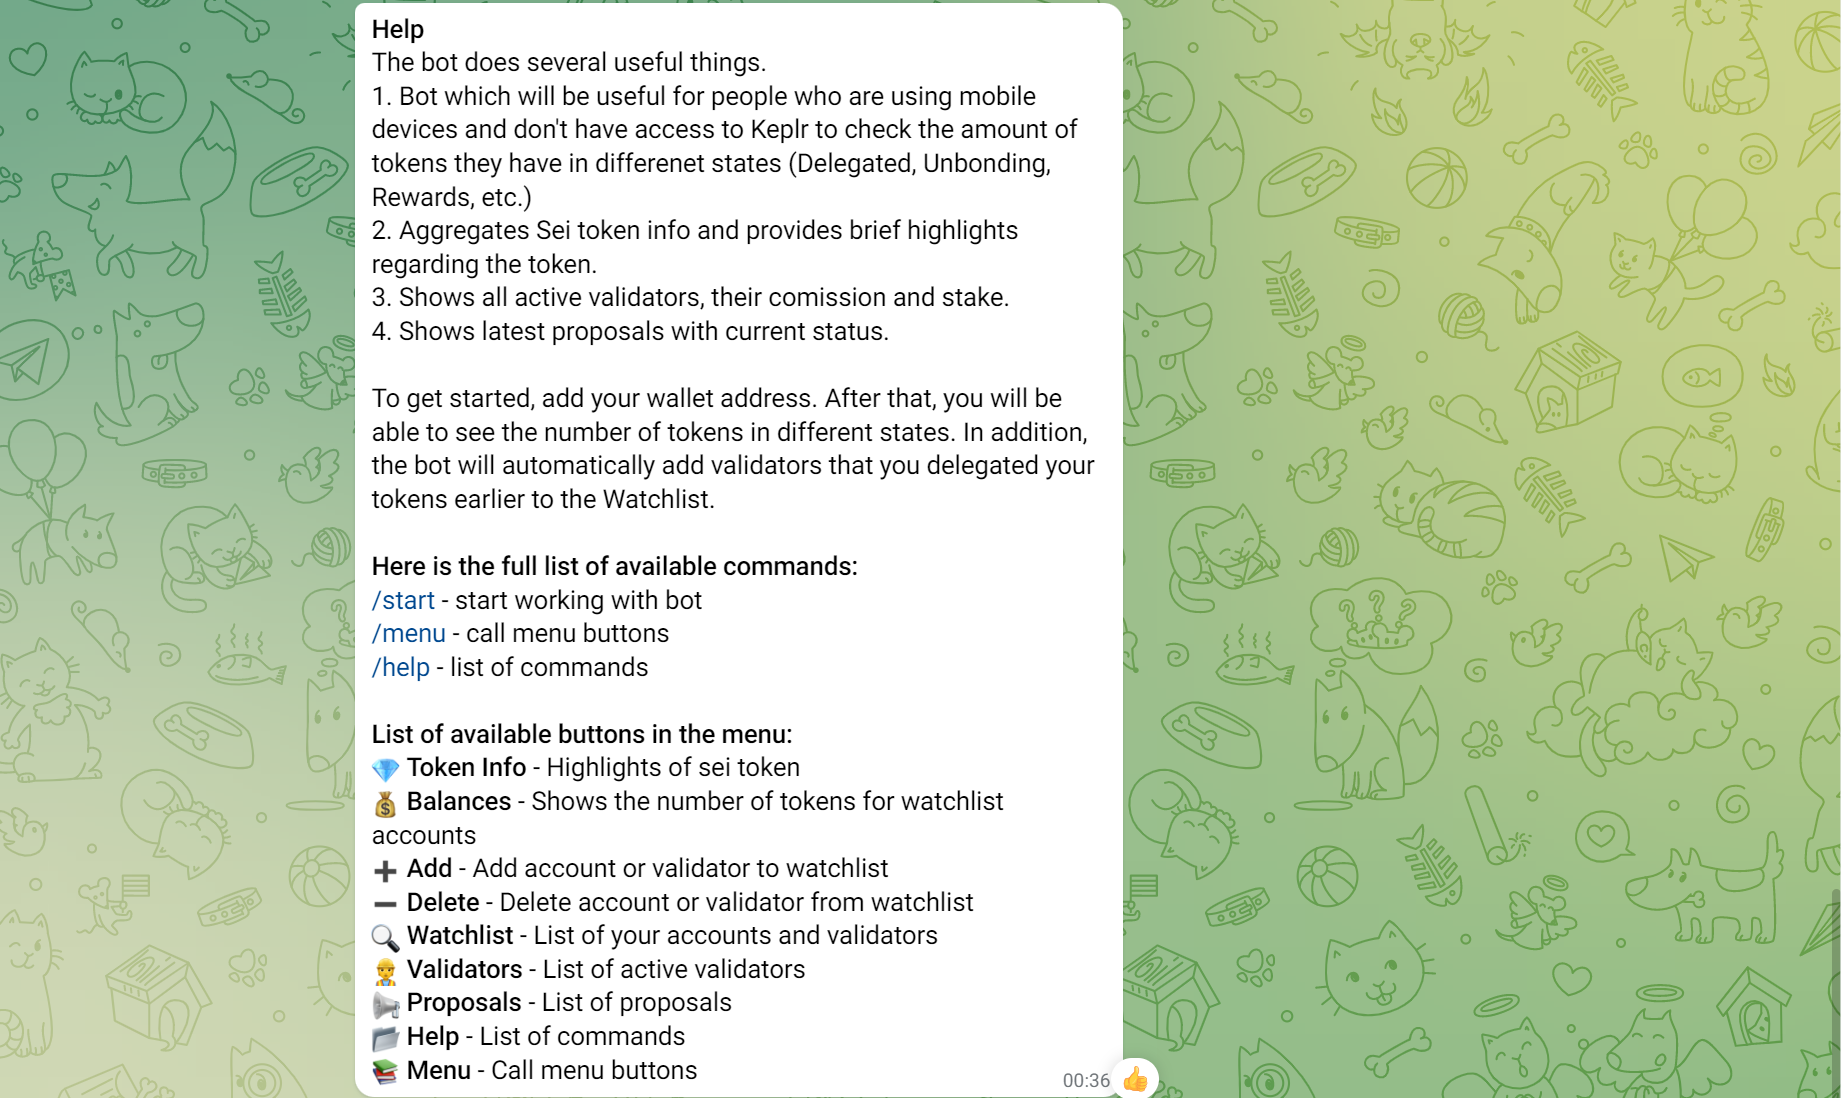 Help
The bot does several useful things.
1. Bot which will be useful for people who are using mobile
devices and don't have access to Keplr to check the amount of
tokens they have in differenet states (Delegated, Unbonding,
Rewards, etc.)
2. Aggregates Sei token info and provides brief highlights
regarding the token.
3. Shows all active validators, their comission and stake.
4. Shows latest proposals with current status.
To get started, add your wallet address. After that, you will be
able to see the number of tokens in different states. In addition,
the bot will automatically add validators that you delegated your
tokens earlier to the Watchlist.
Here is the full list of available commands:
/start - start working with bot
/menu - call menu buttons
/help - list of commands
List of available buttons in the menu:
💎 Token Info - Highlights of sei token
💰 Balances - Shows the number of tokens for watchlist
accounts
➕ Add - Add account or validator to watchlist
➖ Delete - Delete account or validator from watchlist
🔍 Watchlist - List of your accounts and validators
👷 Validators - List of active validators
📢 Proposals - List of proposals
📁 Help - List of commands
📚 Menu - Call menu buttons
00:36